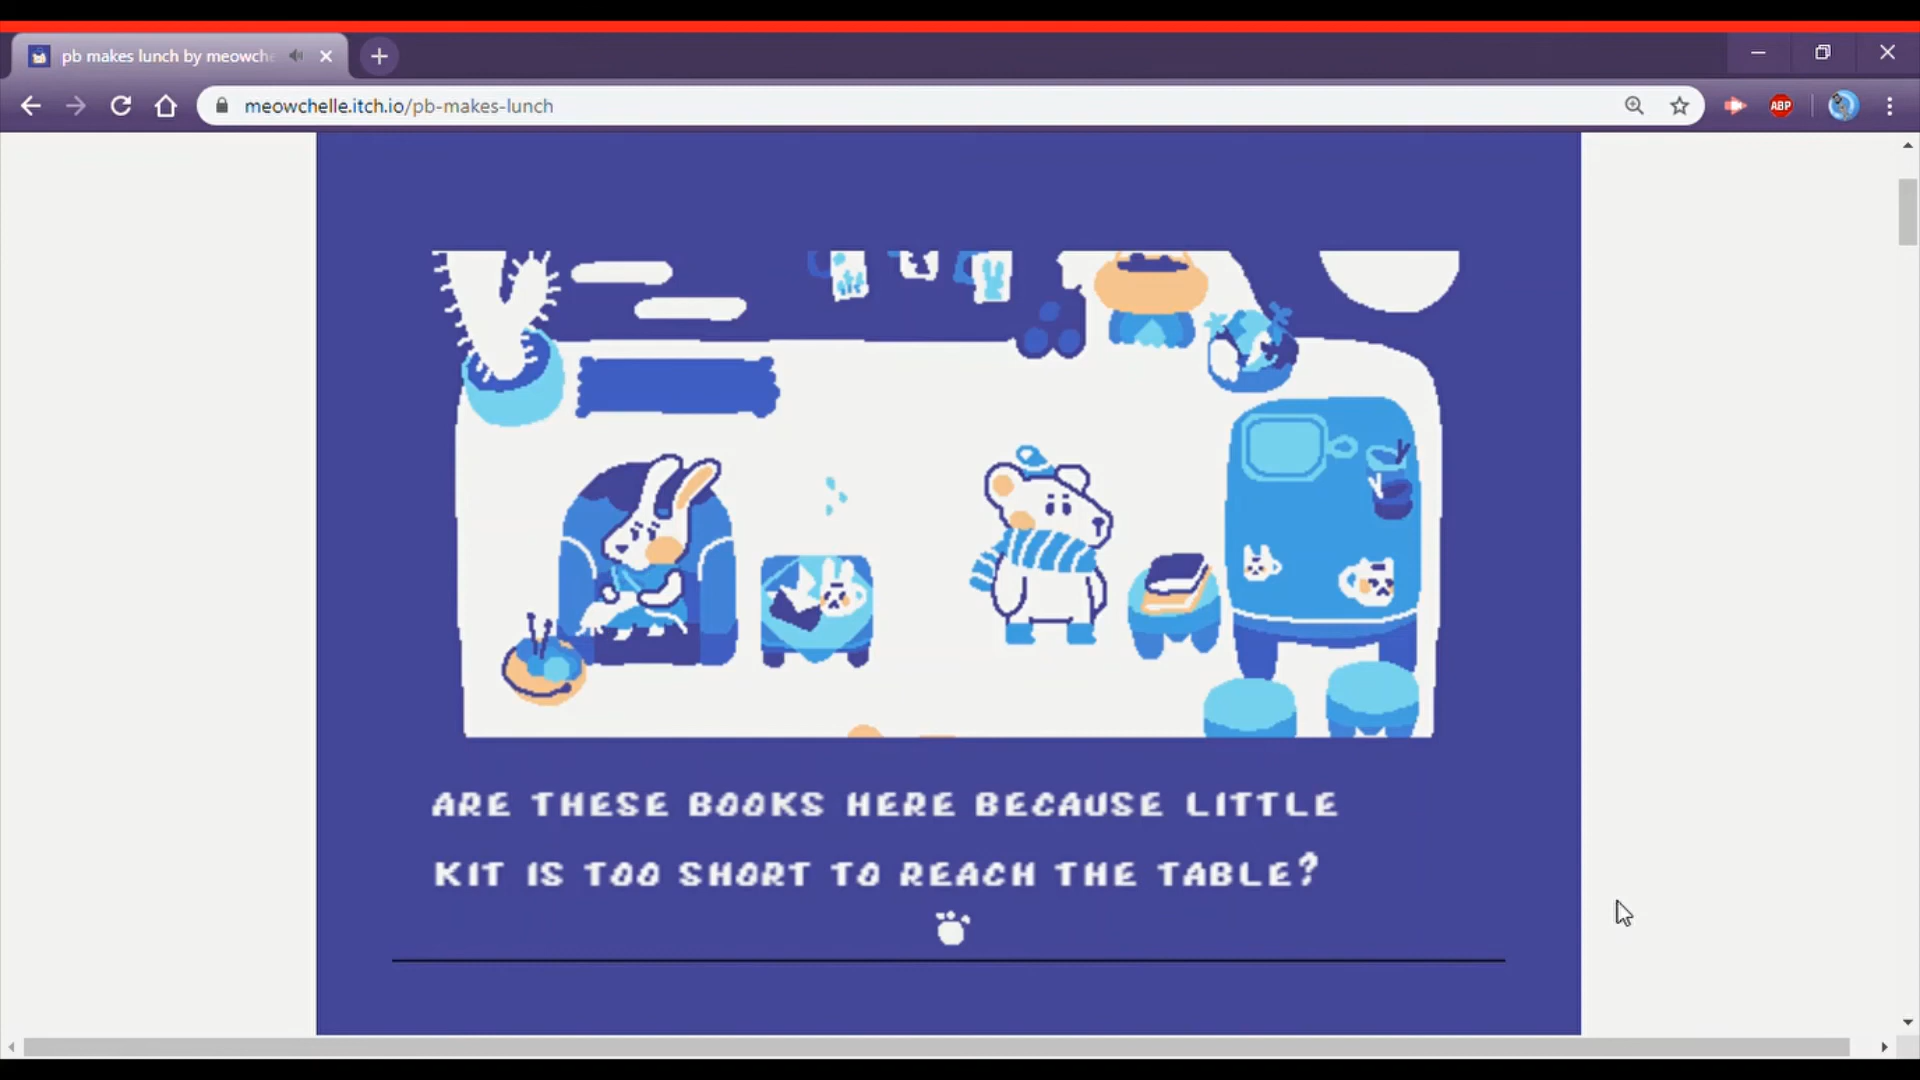 pb makes lunch by meowche
meowchelle.itch.io/pb-makes-lunch
ABP
ARE THESE BOOKS HERE BECAUSE LITTLE
KIT IS TOO SHORT TO REACH THE TABLE?